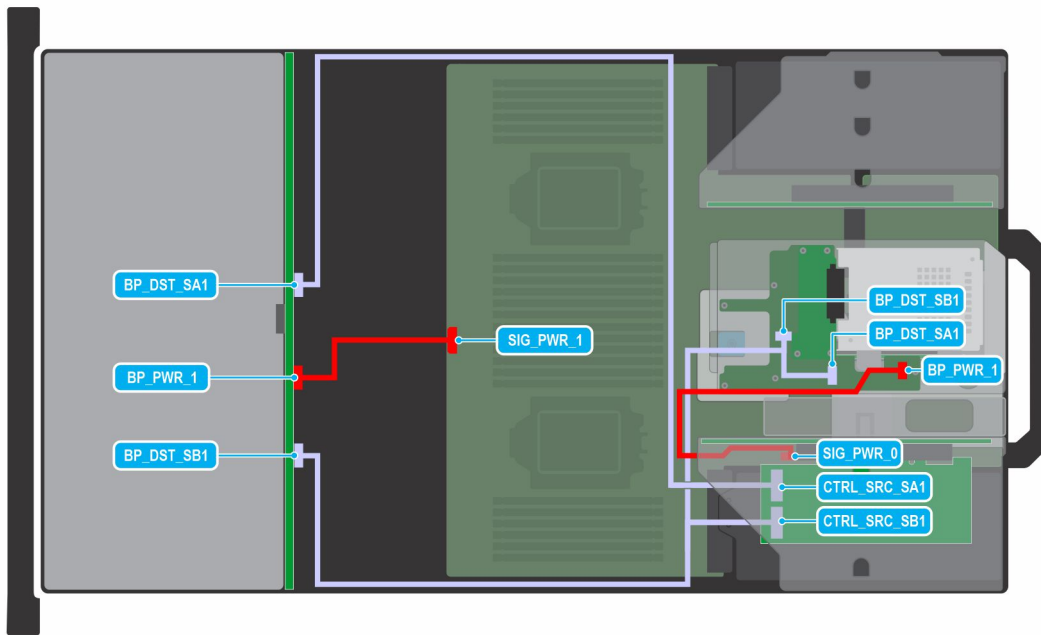 BP_DST_SA1
BP_PWR_1
BP_DST_SB1
SIG_PWR_1
BP_DST_SB1
BP_DST_SA1
BP_PWR_1
SIG_PWR_0
CTRL_SRC_SA1
CTRL_SRC_SB1